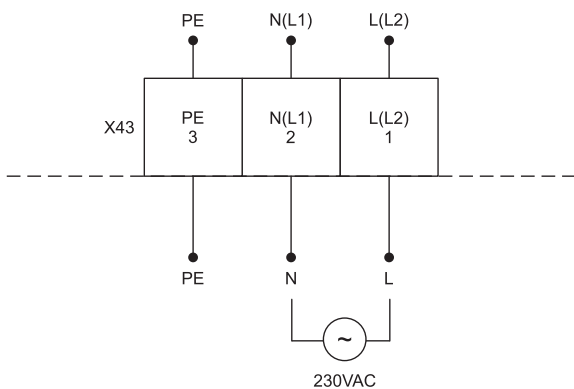 PE N(L1) L(L2)
X43
PE N(L1) L(L2)
3 2 1
PE N L
~
230VAC